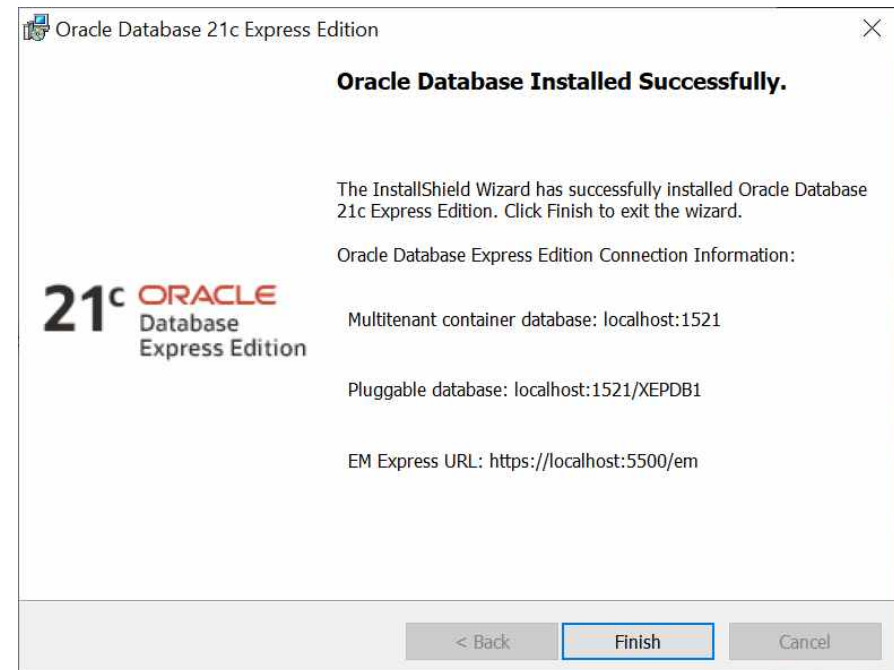 Oracle Database 21c Express Edition
Oracle Database Installed Successfully.
The InstallShield Wizard has successfully installed Oracle Database
21c Express Edition. Click Finish to exit the wizard.
Oracle Database Express Edition Connection Information:
21c ORACLE
Database
Express Edition
Multitenant container database: localhost:1521
Pluggable database: localhost:1521/XEPDB1
EM Express URL: https://localhost:5500/em
< Back
Finish
Cancel